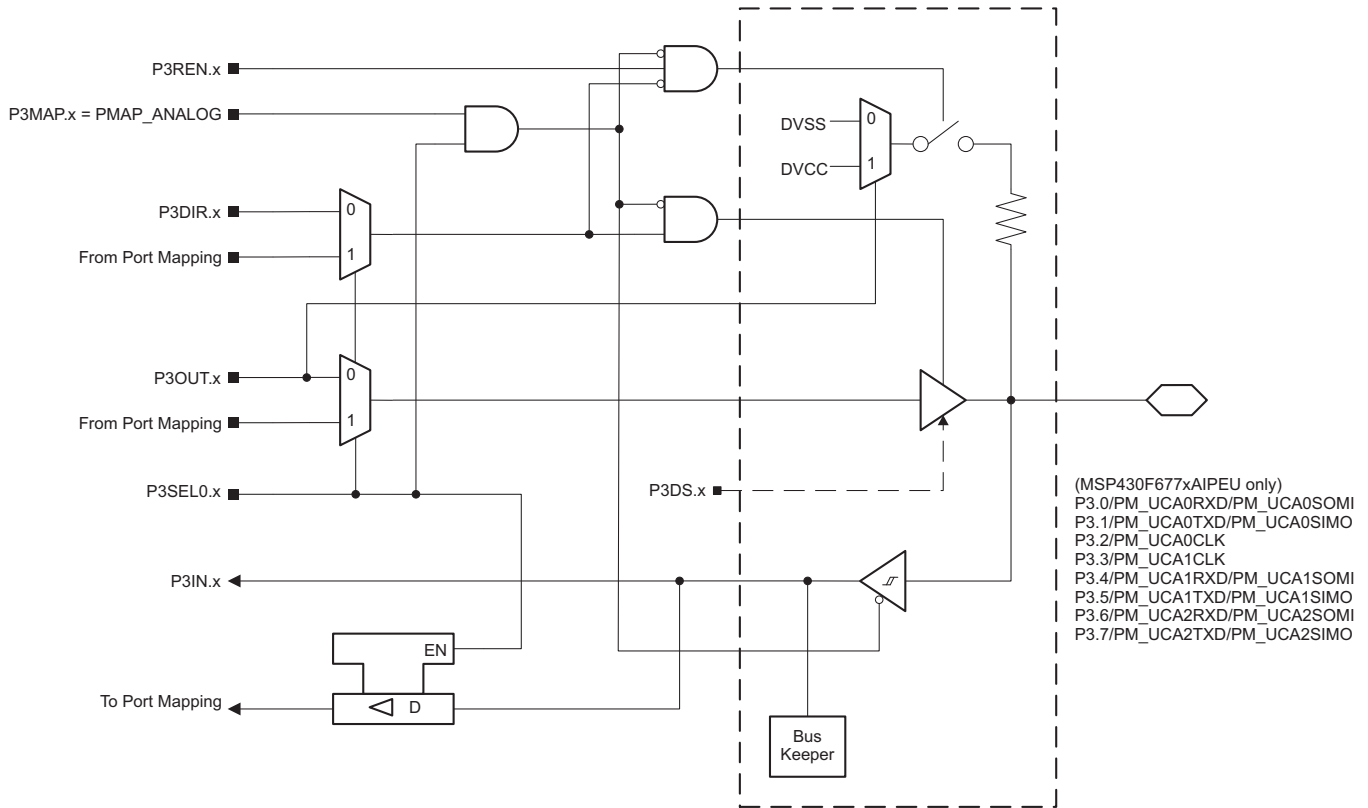 P3REN.x
P3MAP.x = PMAP_ANALOG
DVSS
0
DVCC
1
P3DIR.x
0
From Port Mapping
1
P3OUT.x
0
From Port Mapping
1
P3SEL0.x
P3DS.x
(MSP430F677xAIPEU only)
P3.0/PM_UCA0RXD/PM_UCA0SOMI
P3.1/PM_UCA0TXD/PM_UCA0SIMO
P3.2/PM_UCA0CLK
P3.3/PM_UCA1CLK
P3.4/PM_UCA1RXD/PM_UCA1SOMI
P3.5/PM_UCA1TXD/PM_UCA1SIMO
P3.6/PM_UCA2RXD/PM_UCA2SOMI
P3.7/PM_UCA2TXD/PM_UCA2SIMO
P3IN.x
EN
To Port Mapping
D
Bus
Keeper